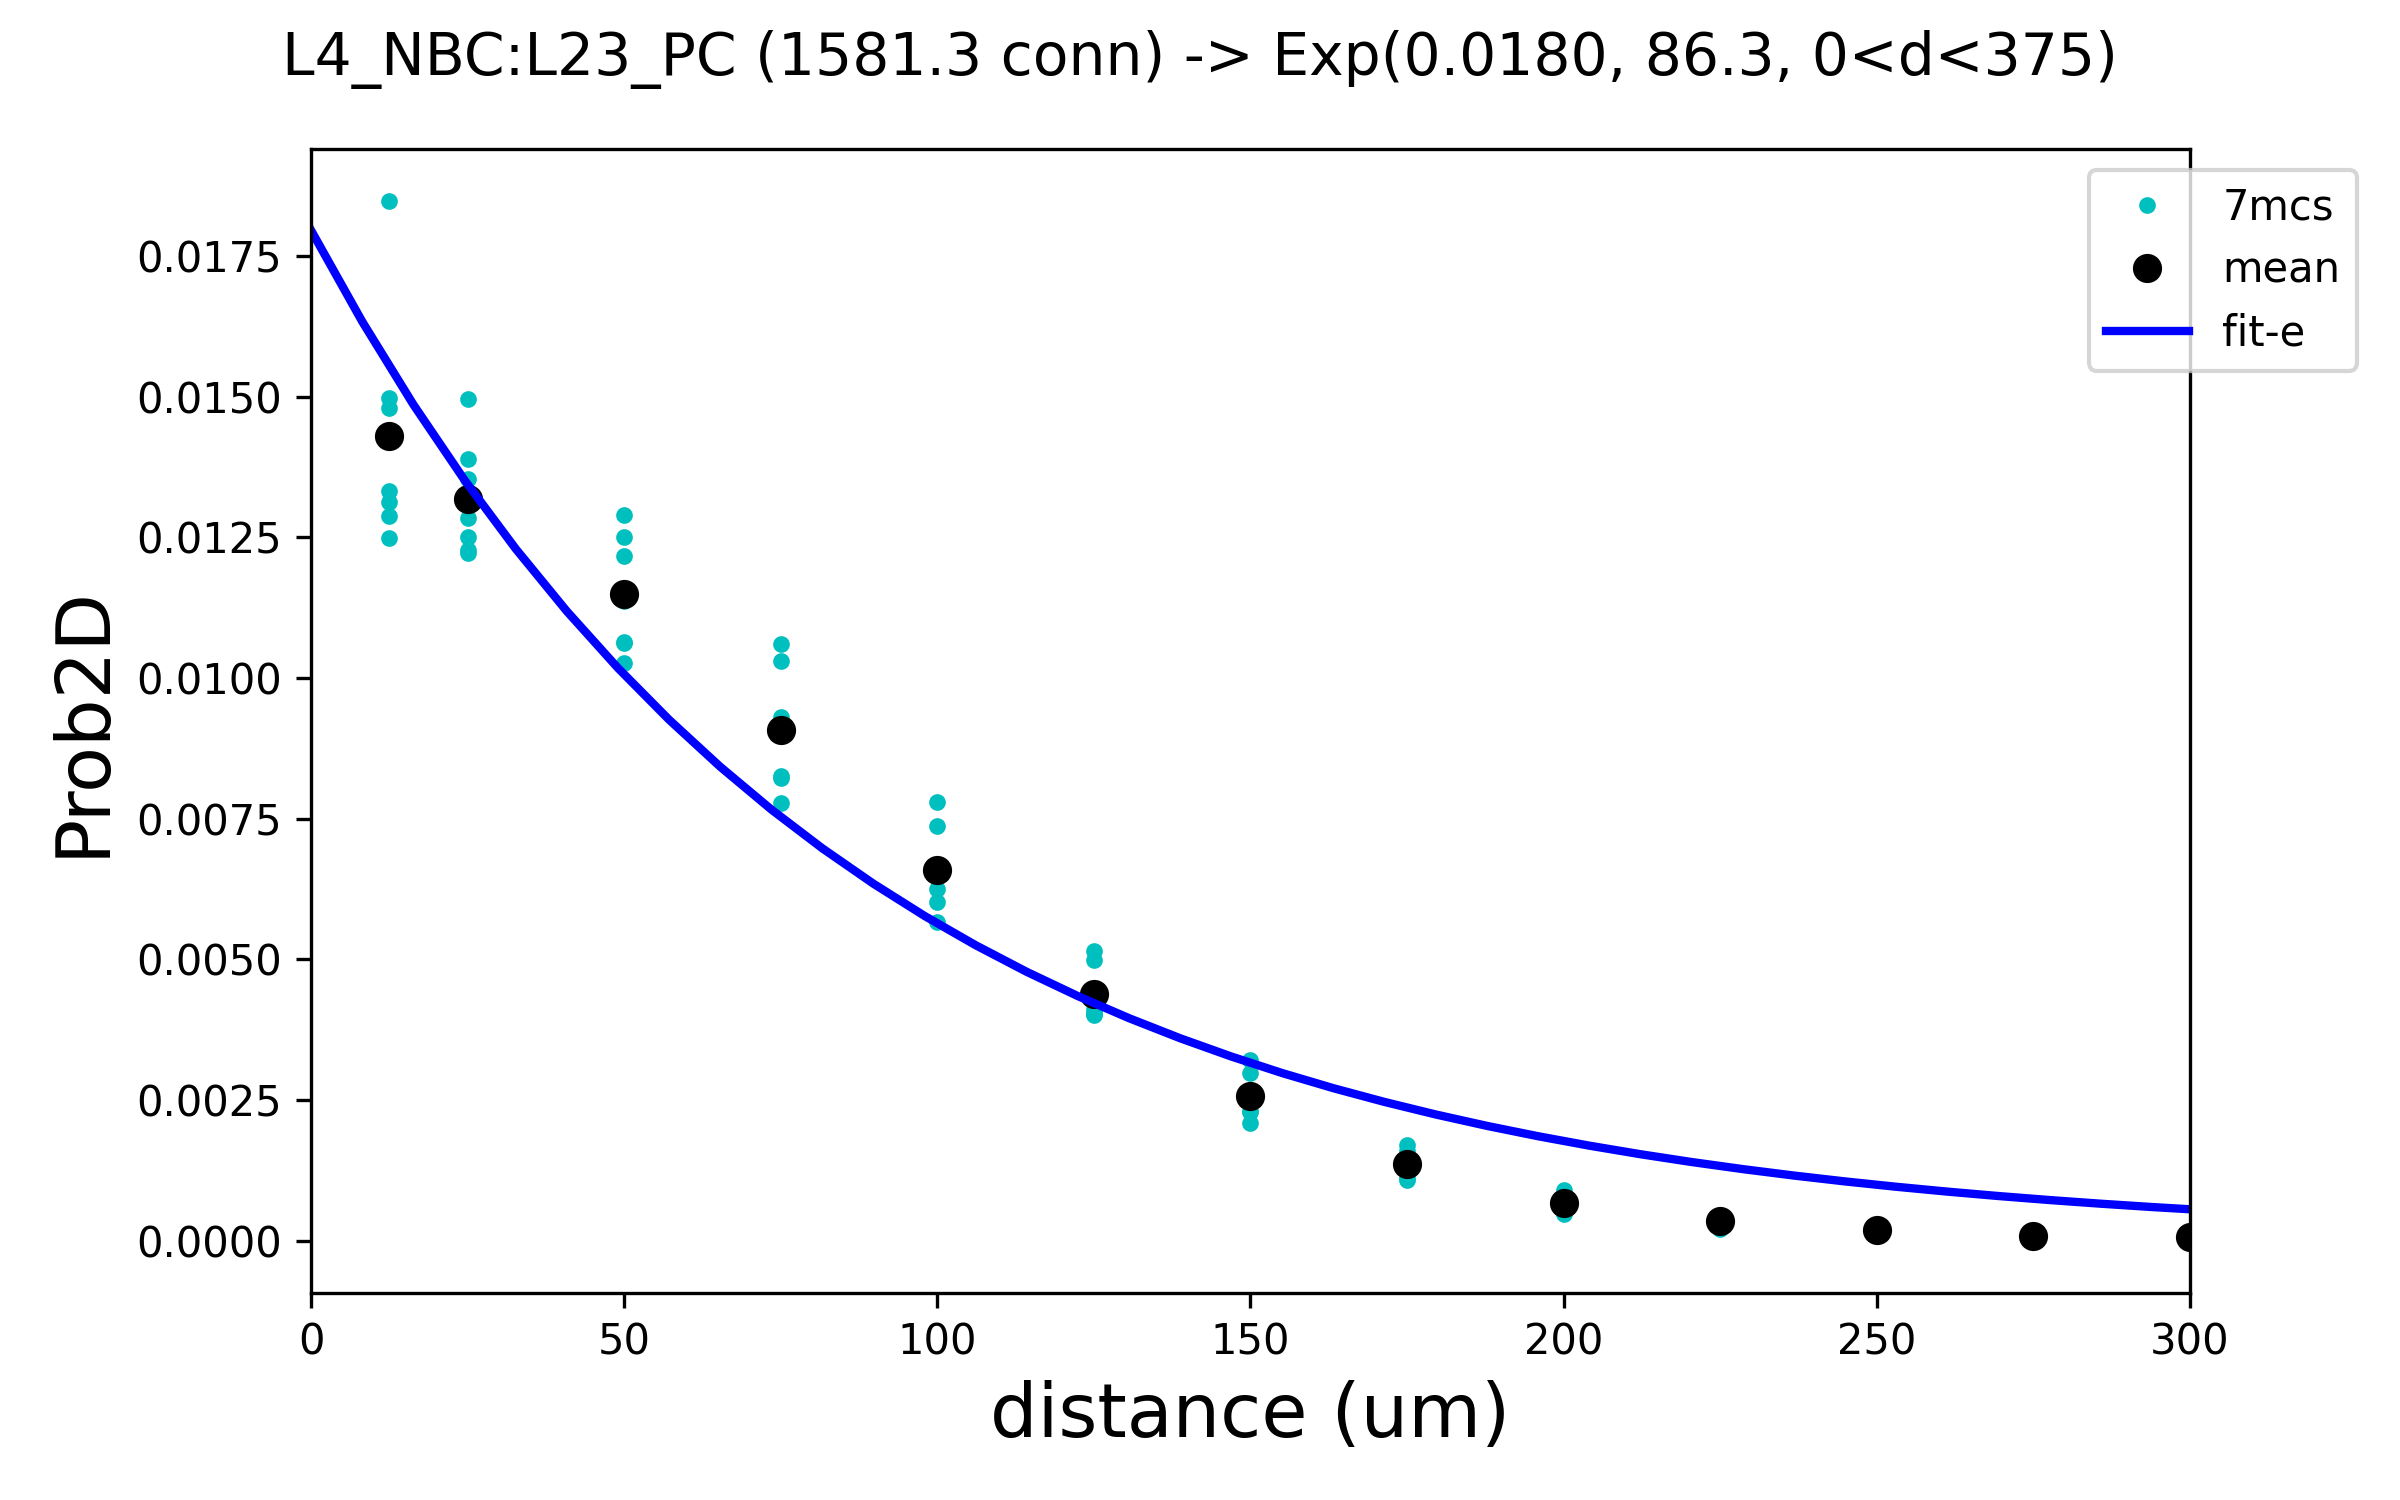 L4_NBC:L23_PC (1581.3 conn) -> Exp(0.0180, 86.3, 0<d<375)
7mcs
mean
fit-e
Prob2D
0.0175
0.0150
0.0125
0.0100
0.0075
0.0050
0.0025
0.0000
0 50 100 150 200 250 300
distance (um)